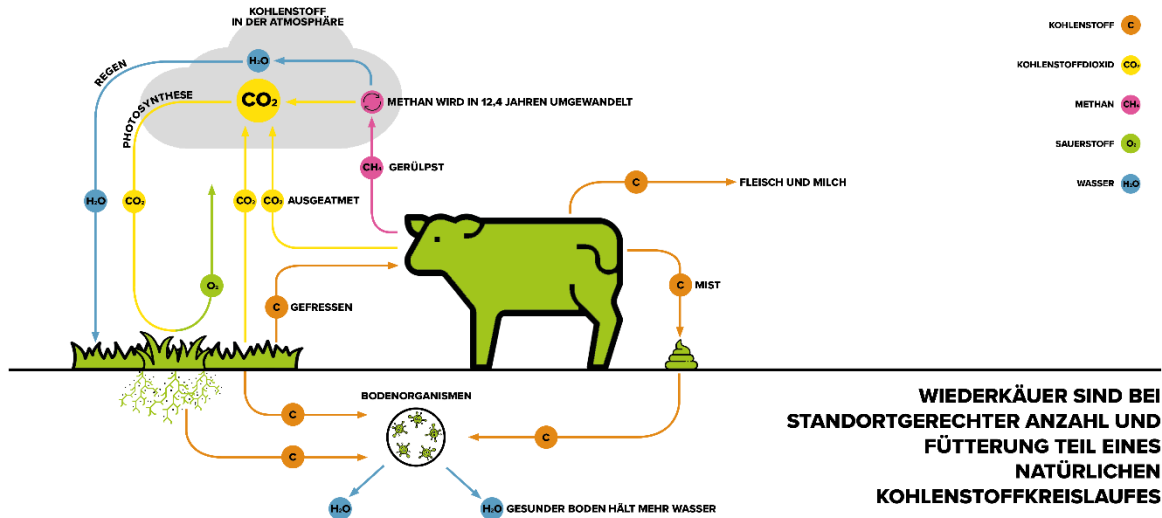 KOHLENSTOFF
IN DER ATMOSPHÄRE
REGEN
PHOTOSYNTHESE
H₂O
CO₂
METHAN WIRD IN 12,4 JAHREN UMGEWANDELT
CH₄
GERÜLPST
H₂O
CO₂
CO₂
CO₂
AUSGEATMET
O₂
C
GEFRESSEN
C
FLEISCH UND MILCH
C
MIST
KOHLENSTOFF C
KOHLENSTOFFDIOXID CO₂
METHAN CH₄
SAUERSTOFF O₂
WASSER H₂O
BODENORGANISMEN
C
C
C
H₂O
H₂O
GESUNDER BODEN HÄLT MEHR WASSER
WIEDERKÄUER SIND BEI
STANDORTGERECHTER ANZAHL UND
FÜTTERUNG TEIL EINES
NATÜRLICHEN
KOHLENSTOFFKREISLAUFES